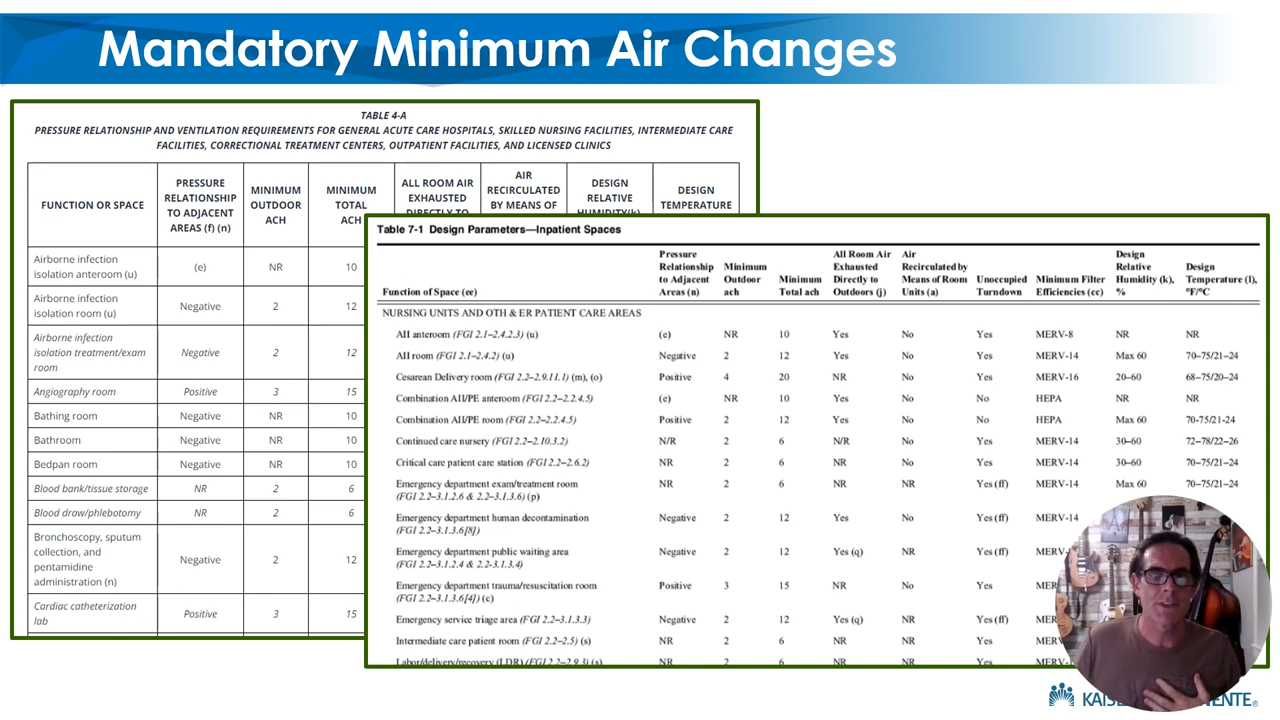 Mandatory Minimum Air Changes
TABLE 4-A
PRESSURE RELATIONSHIP AND VENTILATION REQUIREMENTS FOR GENERAL ACUTE CARE HOSPITALS, SKILLED NURSING FACILITIES, INTERMEDIATE CARE
FACILITIES, CORRECTIONAL TREATMENT CENTERS, OUTPATIENT FACILITIES, AND LICENSED CLINICS
FUNCTION OR SPACE
PRESSURE
RELATIONSHIP
TO ADJACENT
AREAS (f) (n)
MINIMUM
OUTDOOR
ACH
MINIMUM
TOTAL
ACH
ALL ROOM AIR
EXHAUSTED
DIRECTLY TO
AIR
RECIRCULATED
BY MEANS OF
DESIGN
RELATIVE
HUMIDITY(k)
DESIGN
TEMPERATURE
Airborne infection
isolation anteroom (u) (e) NR 10
Airborne infection
isolation room (u) Negative 2 12
Airborne infection
isolation treatment/exam
room Negative 2 12
Angiography room Positive 3 15
Bathing room Negative NR 10
Bathroom Negative NR 10
Bedpan room Negative NR 10
Blood bank/tissue storage NR 2 6
Blood draw/phlebotomy NR 2 6
Bronchoscopy, sputum
collection, and
pentamidine
administration (n) Negative 2 12
Cardiac catheterization
lab Positive 3 15
Table 7-1 Design Parameters—Inpatient Spaces
Function of Space (ee)
Pressure
Relationship
to Adjacent
Areas (n)
Minimum
Outdoor
ach
Minimum
Total ach
All Room Air
Exhausted
Directly to
Outdoors (j)
Air
Recirculated by
Means of Room
Units (a)
Unoccupied
Turndown
Minimum Filter
Efficiencies (cc)
Design
Relative
Humidity (k),
%
Design
Temperature (l),
°F/°C
NURSING UNITS AND OTH & ER PATIENT CARE AREAS
AII anteroom (FGI 2.1–2.4.2.3) (u) (e) NR 10 Yes No Yes MERV-8 NR NR
AII room (FGI 2.1–2.4.2) (u) Negative 2 12 Yes No Yes MERV-14 Max 60 70–75/21–24
Cesarean Delivery room (FGI 2.2–2.9.11.1) (m), (o) Positive 4 20 NR No Yes MERV-16 20–60 68–75/20–24
Combination AII/PE anteroom (FGI 2.2–2.2.4.5) (e) NR 10 Yes No No HEPA NR NR
Combination AII/PE room (FGI 2.2–2.2.4.5) Positive 2 12 Yes No No HEPA Max 60 70-75/21-24
Continued care nursery (FGI 2.2–2.10.3.2) N/R 2 6 N/R No Yes MERV-14 30–60 72–78/22–26
Critical care patient care station (FGI 2.2–2.6.2) NR 2 6 NR No Yes MERV-14 30–60 70–75/21–24
Emergency department exam/treatment room
(FGI 2.2–3.1.2.6 & 2.2–3.1.3.6) (p) NR 2 6 NR NR Yes (ff) MERV-14 Max 60 70–75/21–24
Emergency department human decontamination
(FGI 2.2–3.1.3.6[8]) Negative 2 12 Yes No Yes (ff) MERV-14
Emergency department public waiting area
(FGI 2.2–3.1.2.4 & 2.2-3.1.3.4) Negative 2 12 Yes (q) NR Yes (ff)
Emergency department trauma/resuscitation room
(FGI 2.2–3.1.3.6[4]) (c) Positive 3 15 NR No Yes
Emergency service triage area (FGI 2.2–3.1.3.3) Negative 2 12 Yes (q) NR Yes (ff)
Intermediate care patient room (FGI 2.2–2.5) (s) NR 2 6 NR NR Yes
Labor/delivery/recovery (LDR) (FGI 2.2–2.9.3) (s) NR 2 6 NR NR Yes